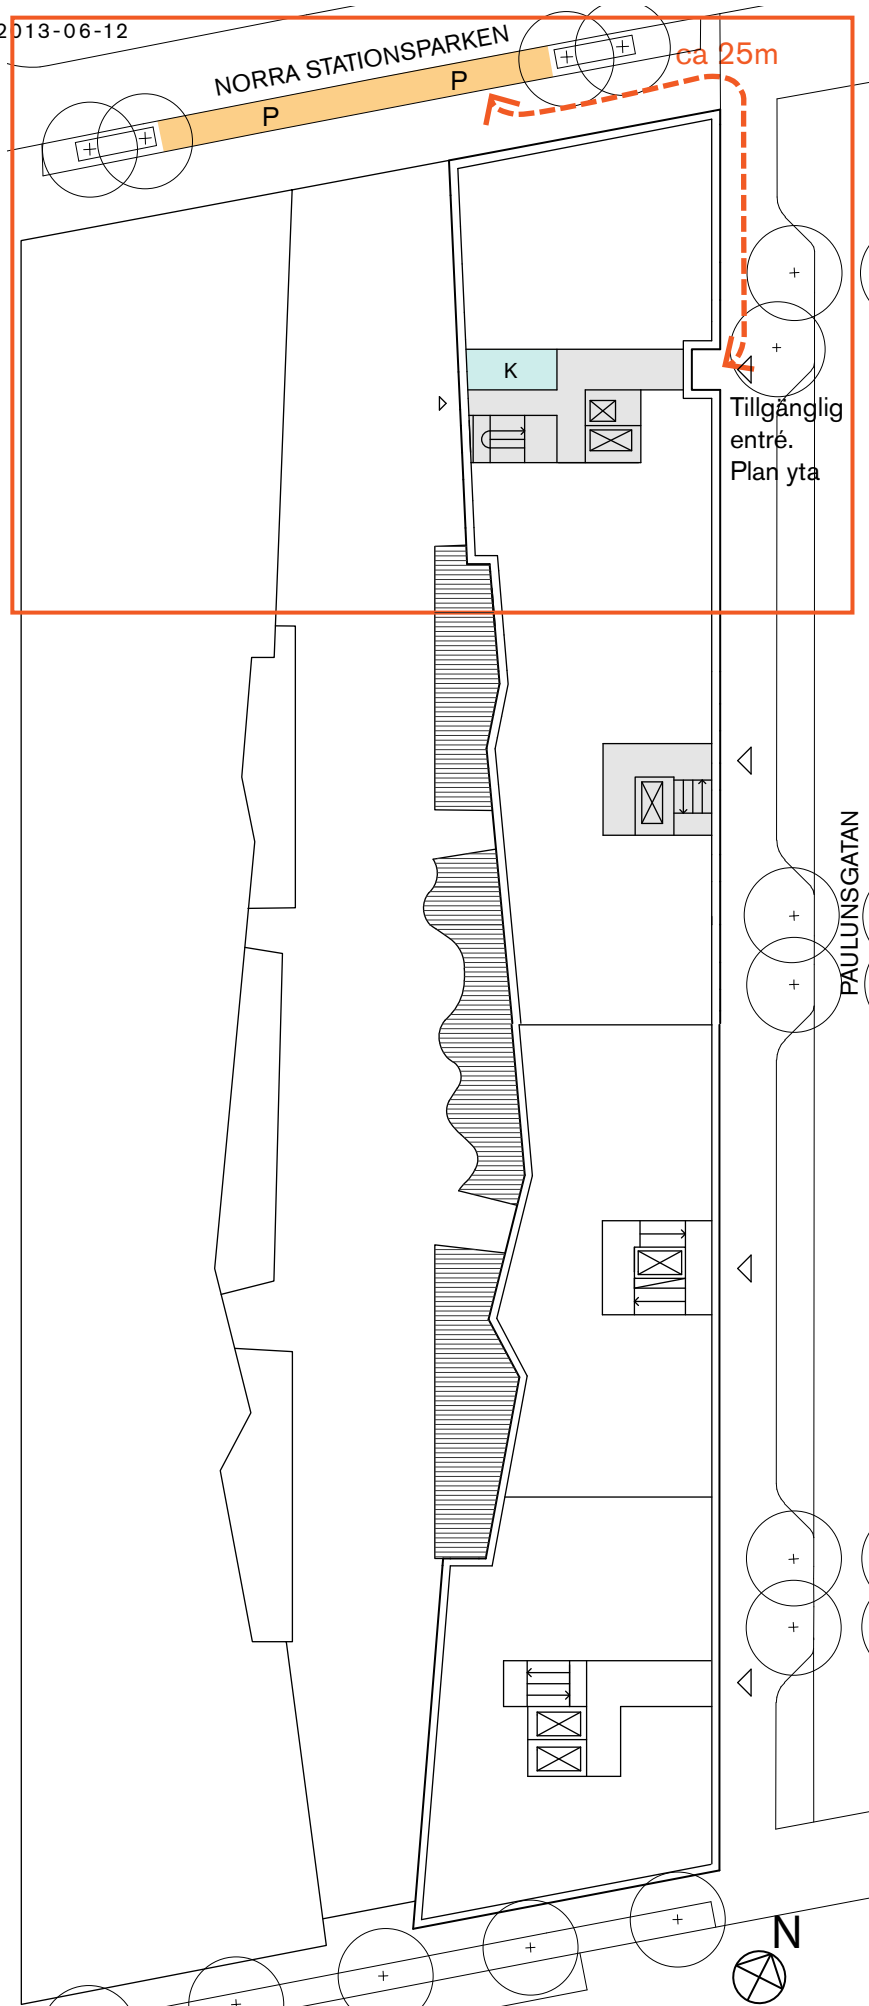 2013-06-12
NORRA STATIONSPARKEN
P
P
ca 25m
K
Tillgänglig
entré.
Plan yta
PAULUNSGATAN
N